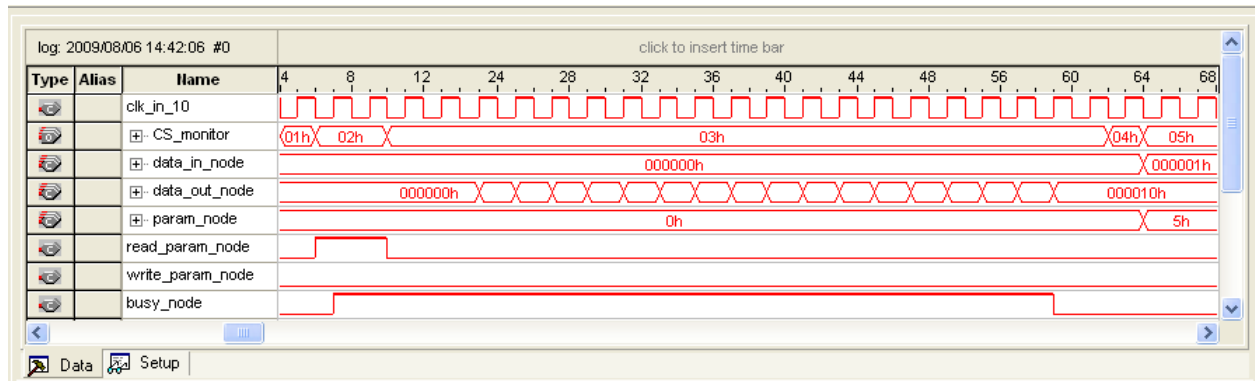 log: 2009/08/06 14:42:06 #0 click to insert time bar
Type Alias Name 4 8 12 24 28 32 36 40 44 48 56 60 64 68
clk_in_10
CS_monitor 01h 02h 03h 04h 05h
data_in_node 000000h 000001h
data_out_node 000000h 000010h
param_node 0h 5h
read_param_node
write_param_node
busy_node
Data Setup